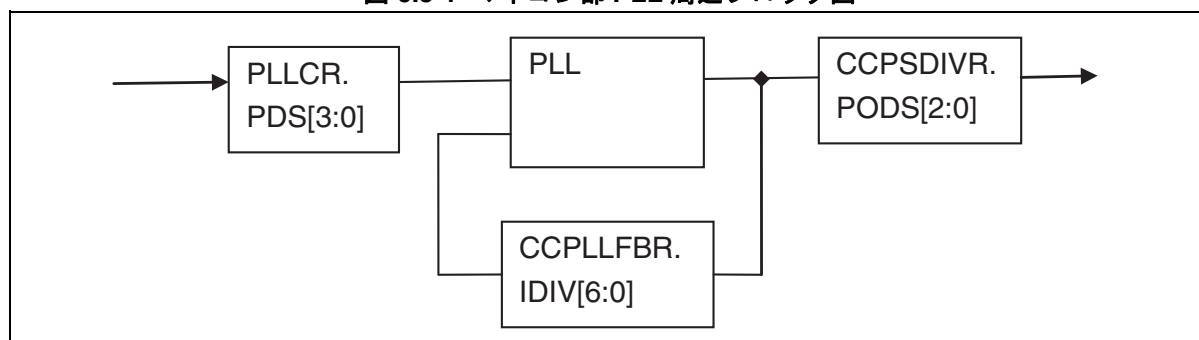 PLLCR.
PDS[3:0]
PLL
CCPSDIVR.
PODS[2:0]
CCPLLFBR.
IDIV[6:0]